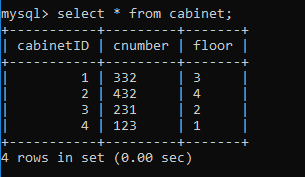 mysql> select * from cabinet;
+-----------+---------+-------+
| cabinetID | cnumber | floor |
+-----------+---------+-------+
|         1 | 332     | 3     |
|         2 | 432     | 4     |
|         3 | 231     | 2     |
|         4 | 123     | 1     |
+-----------+---------+-------+
4 rows in set (0.00 sec)